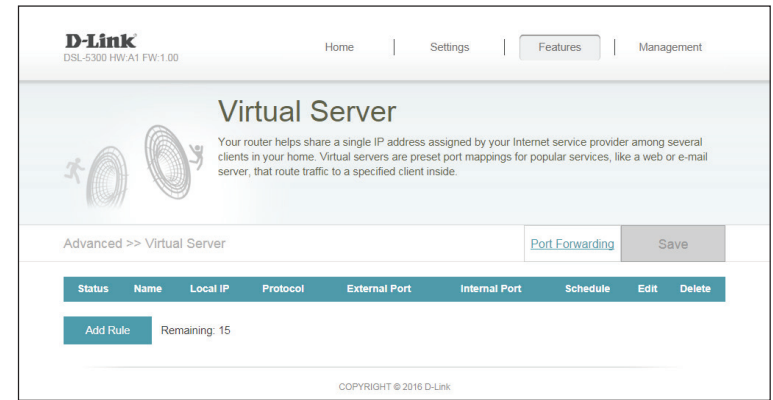 D-Link
DSL-5300 HW:A1 FW:1.00
Home | Settings | Features | Management
Virtual Server
Your router helps share a single IP address assigned by your Internet service provider among several
clients in your home. Virtual servers are preset port mappings for popular services, like a web or e-mail
server, that route traffic to a specified client inside.
Advanced >> Virtual Server
Port Forwarding
Save
Status Name Local IP Protocol External Port Internal Port Schedule Edit Delete
Add Rule Remaining: 15
COPYRIGHT © 2016 D-Link